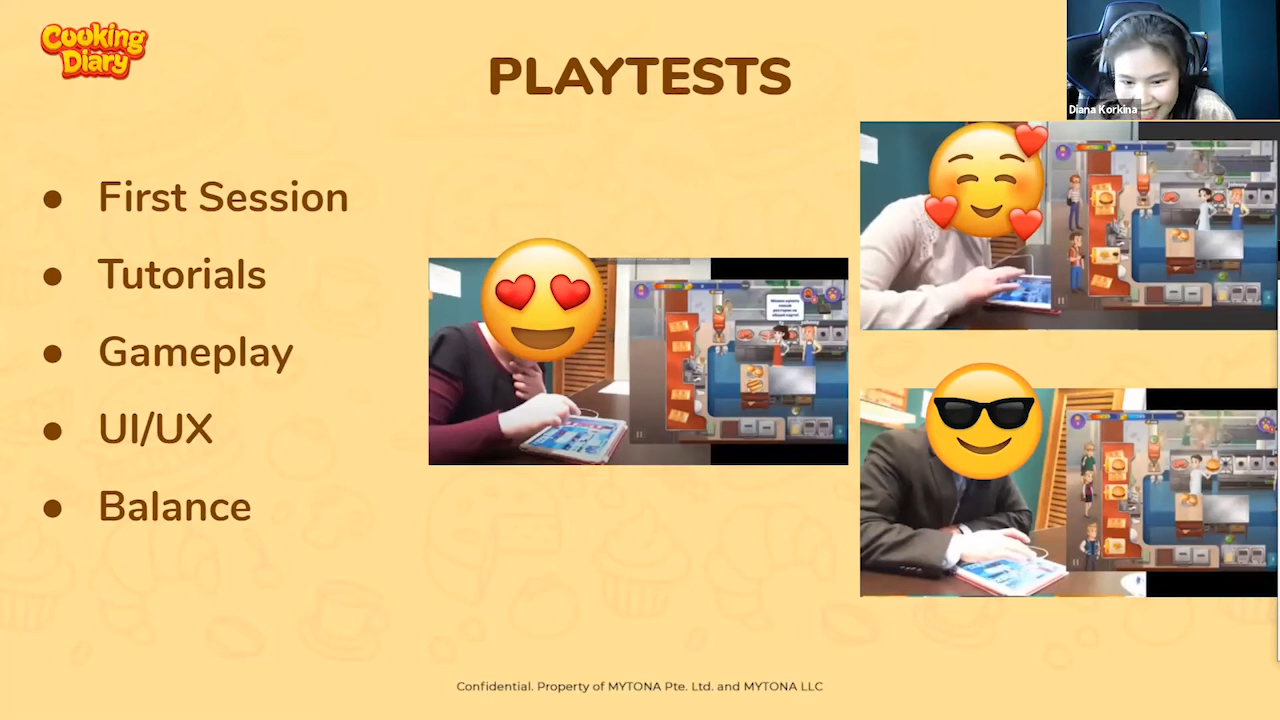 Cooking
Diary
PLAYTESTS
Diana Korkina
● First Session
● Tutorials
● Gameplay
● UI/UX
● Balance
Confidential. Property of MYTONA Pte. Ltd. and MYTONA LLC